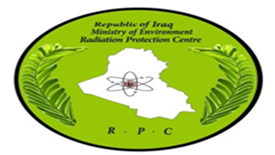 Republic of Iraq
Ministry of Environment
Radiation Protection Centre
R . P . C